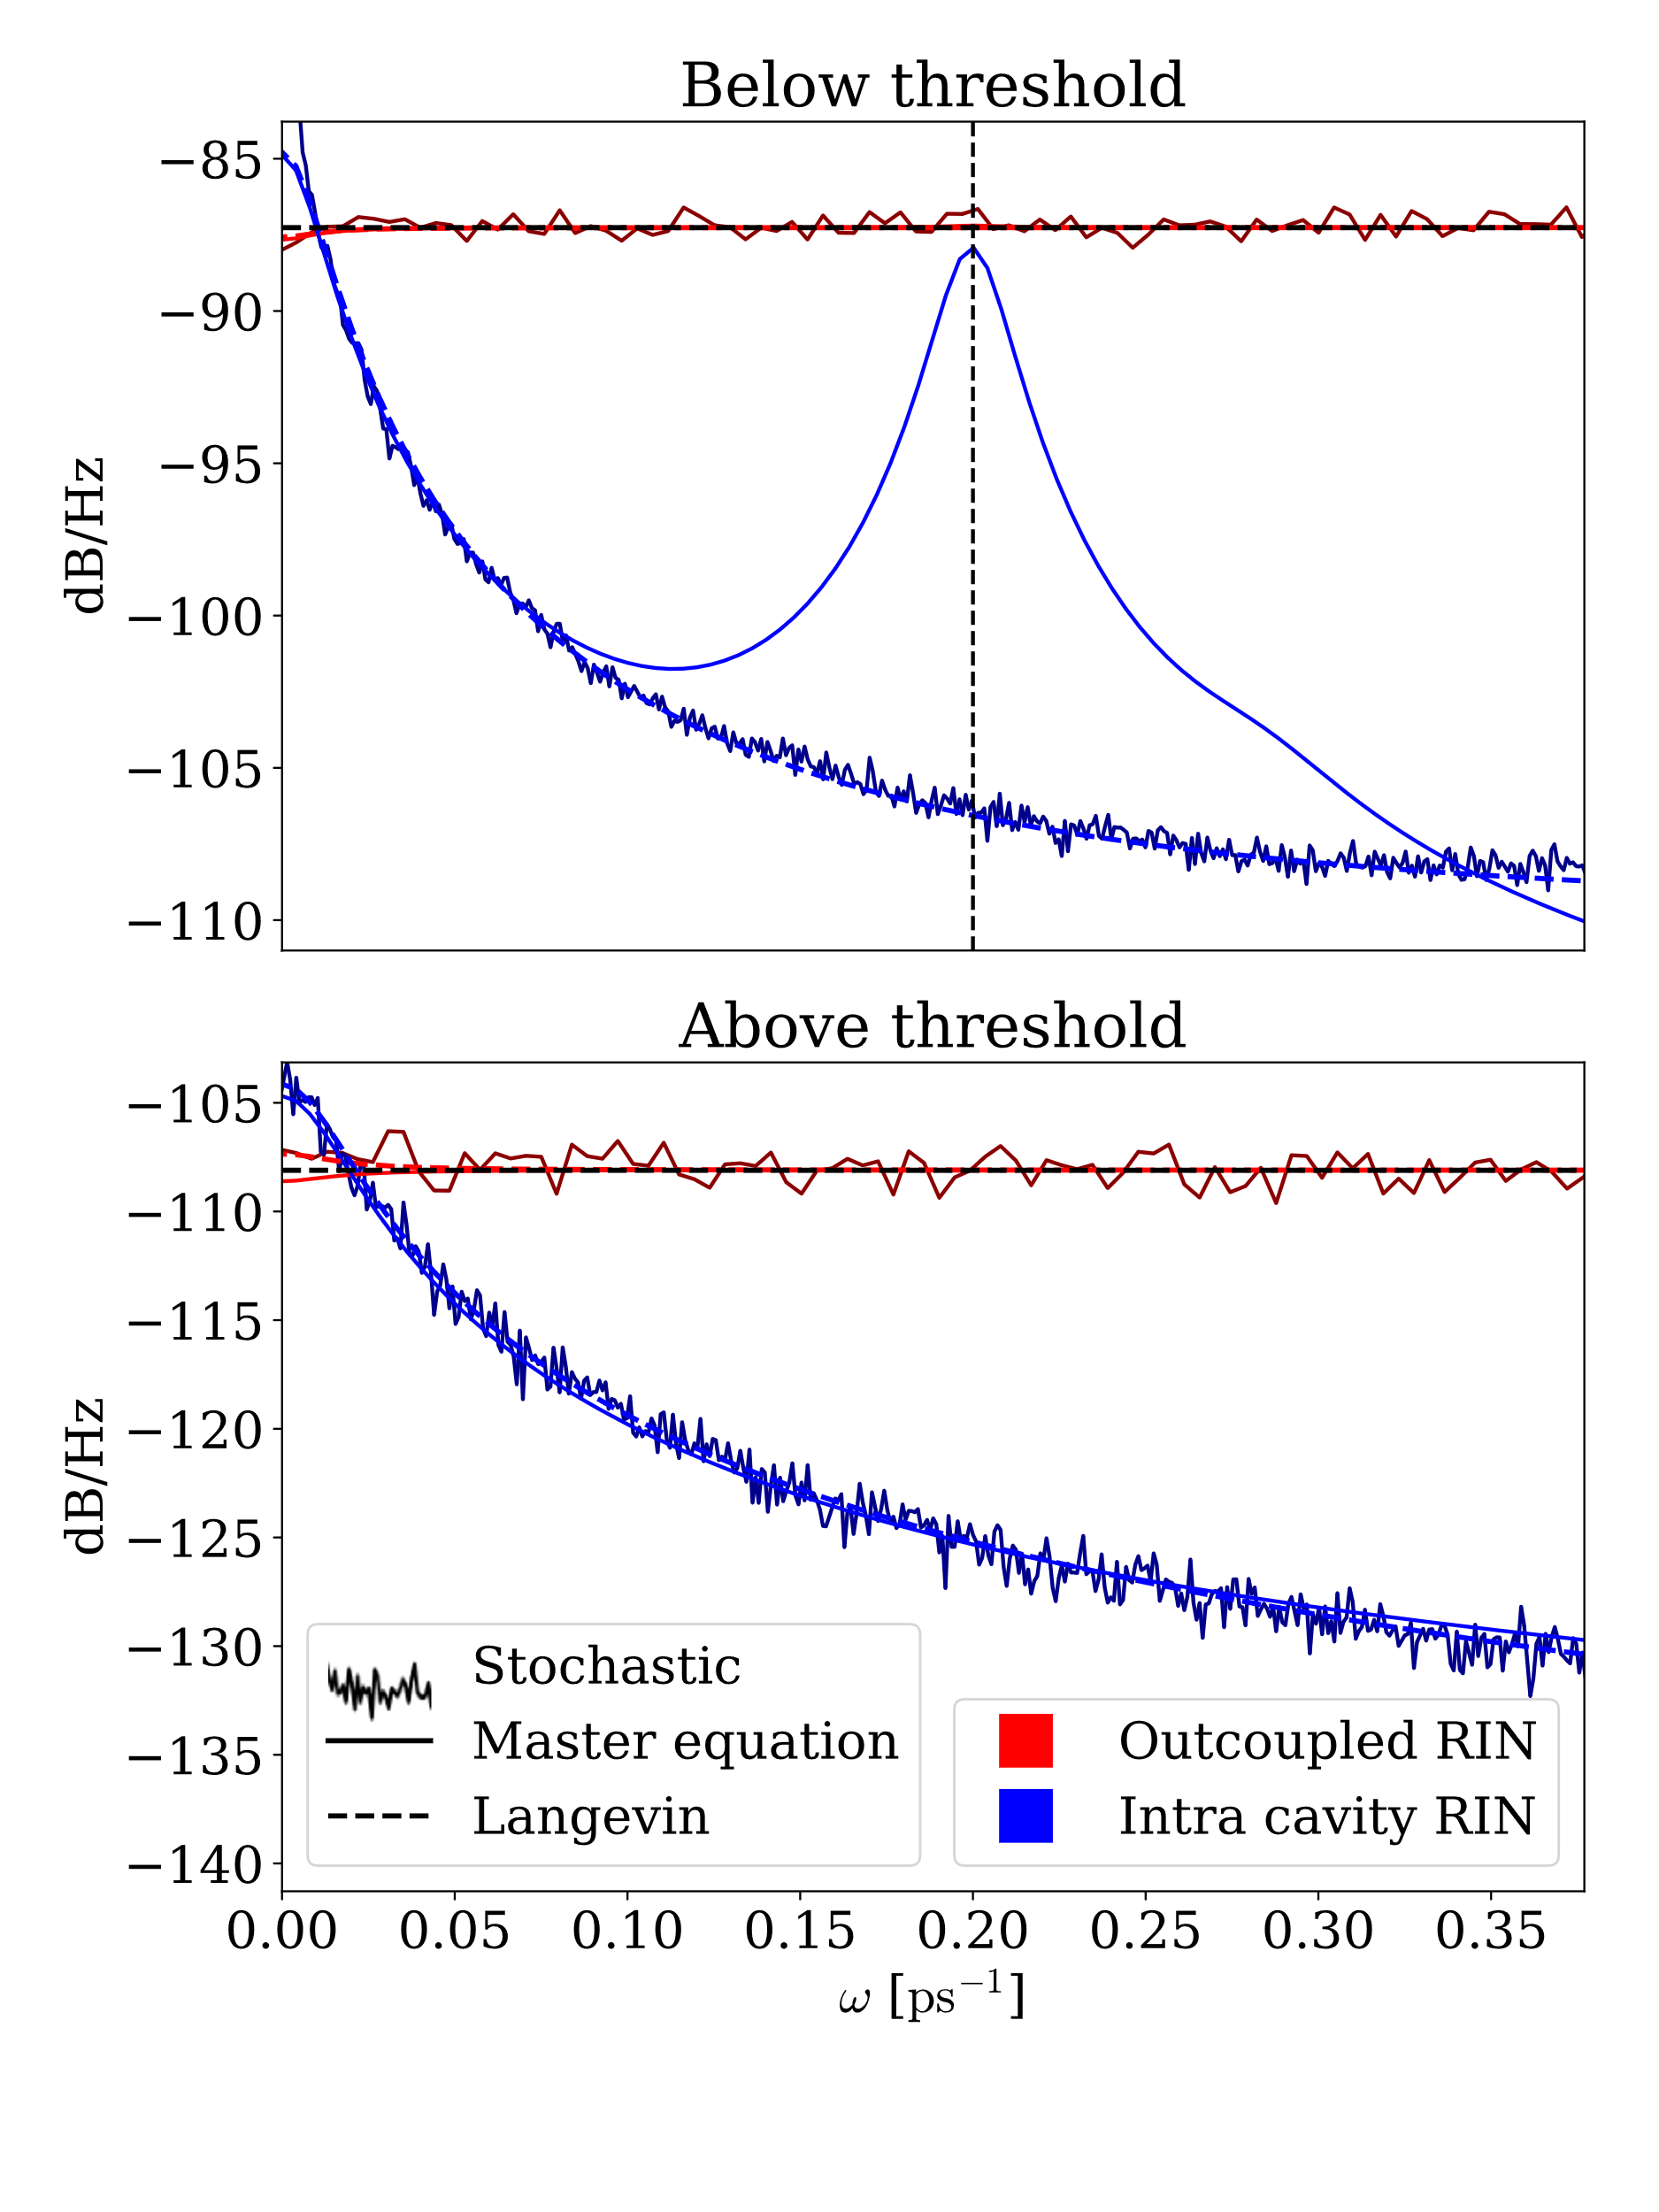 Below threshold
−85
−90
−95
−100
−105
−110
dB/Hz
Above threshold
−105
−110
−115
−120
−125
−130
−135
−140
dB/Hz
Stochastic
Master equation
Langevin
Outcoupled RIN
Intra cavity RIN
0.00 0.05 0.10 0.15 0.20 0.25 0.30 0.35
ω [ps⁻¹]